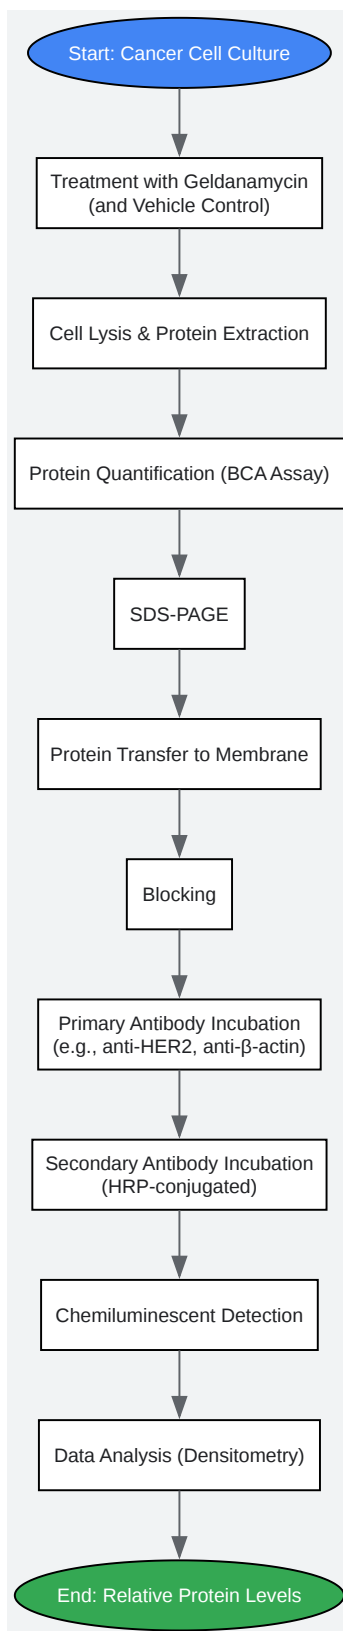 Start: Cancer Cell Culture
Treatment with Geldanamycin
(and Vehicle Control)
Cell Lysis & Protein Extraction
Protein Quantification (BCA Assay)
SDS-PAGE
Protein Transfer to Membrane
Blocking
Primary Antibody Incubation
(e.g., anti-HER2, anti-β-actin)
Secondary Antibody Incubation
(HRP-conjugated)
Chemiluminescent Detection
Data Analysis (Densitometry)
End: Relative Protein Levels